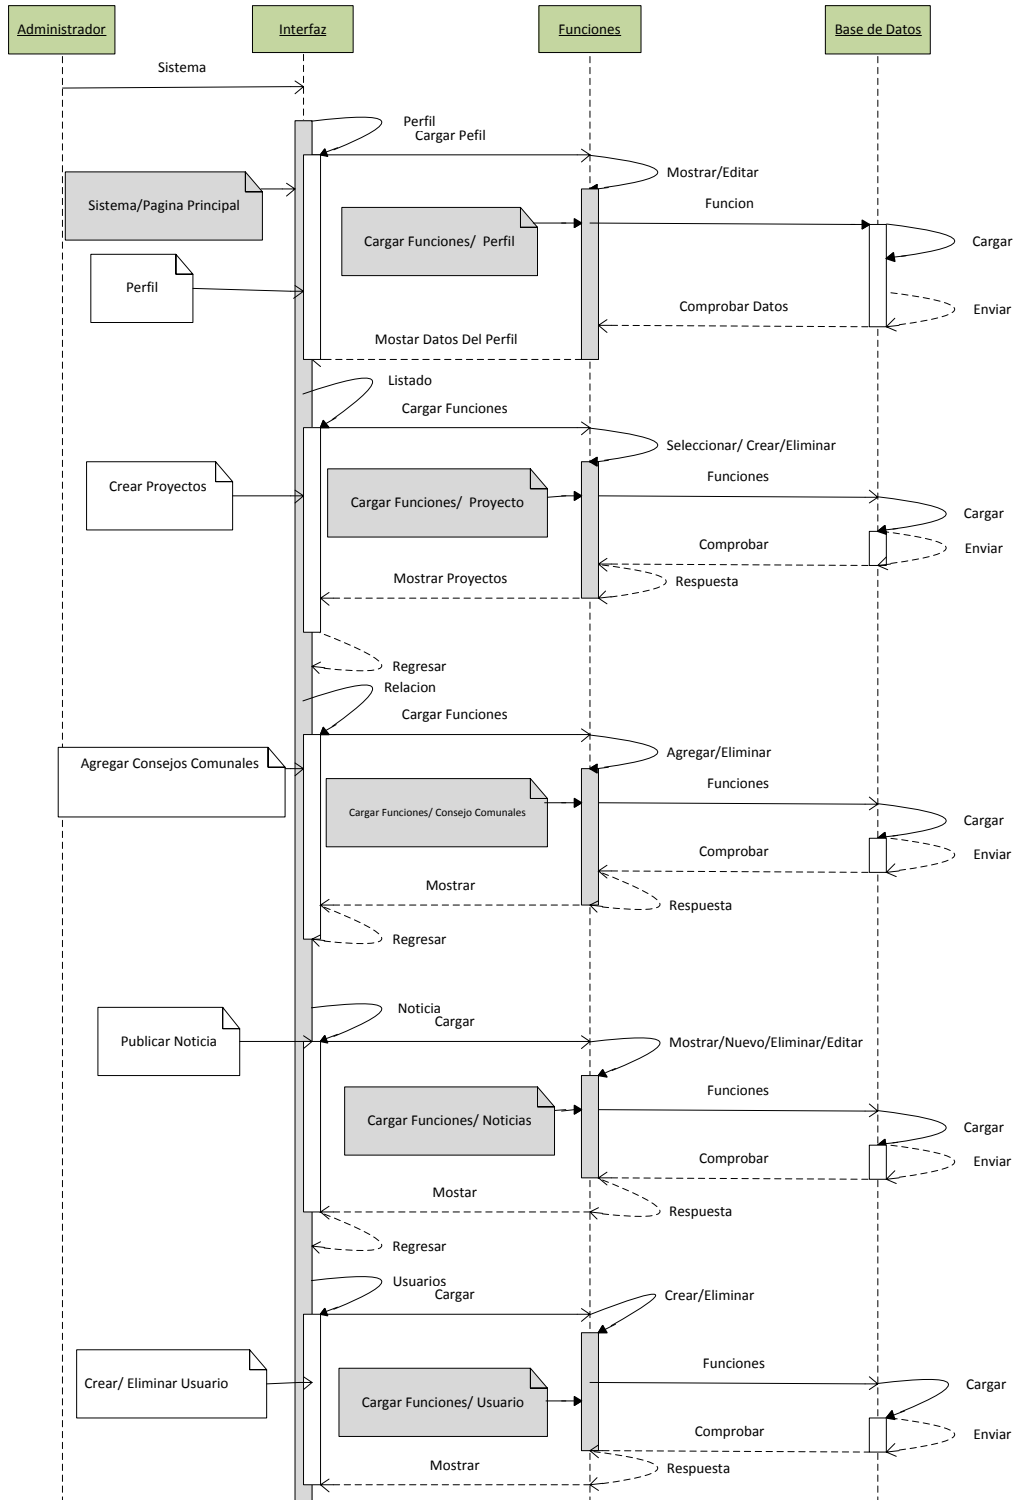 Administrador
Interfaz
Funciones
Base de Datos
Sistema
Perfil
Cargar Pefil
Mostrar/Editar
Sistema/Pagina Principal
Funcion
Cargar Funciones/ Perfil
Cargar
Perfil
Comprobar Datos
Enviar
Mostar Datos Del Perfil
Listado
Cargar Funciones
Seleccionar/ Crear/Eliminar
Crear Proyectos
Funciones
Cargar Funciones/ Proyecto
Cargar
Comprobar
Enviar
Mostrar Proyectos
Respuesta
Regresar
Relacion
Cargar Funciones
Agregar/Eliminar
Agregar Consejos Comunales
Funciones
Cargar Funciones/ Consejo Comunales
Cargar
Comprobar
Enviar
Mostrar
Respuesta
Regresar
Noticia
Cargar
Publicar Noticia
Mostrar/Nuevo/Eliminar/Editar
Funciones
Cargar Funciones/ Noticias
Cargar
Comprobar
Enviar
Mostar
Respuesta
Regresar
Usuarios
Cargar
Crear/Eliminar
Funciones
Crear/ Eliminar Usuario
Cargar
Cargar Funciones/ Usuario
Comprobar
Enviar
Mostrar
Respuesta